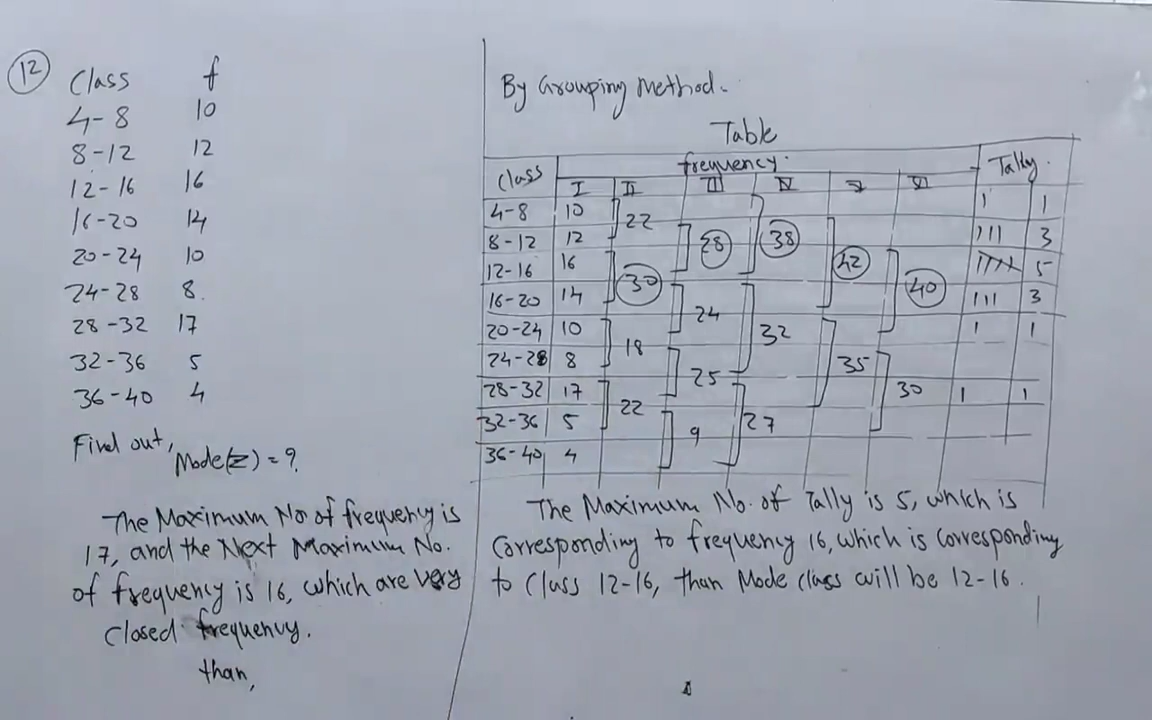 12
Class f
4-8 10
8-12 12
12-16 16
16-20 14
20-24 10
24-28 8.
28-32 17
32-36 5
36-40 4
Find out,
Mode(z) = ?
The Maximum No of frequency is
17, and the Next Maximum No.
of frequency is 16, which are very
closed frequency.
than,
By Grouping Method.
Table
Class frequency. Tally.
I II III IV V VI
4-8 10 22 38 I 1
8-12 12 28 42 III 3
12-16 16 30 40 IIII 5
16-20 14 24 32 III 3
20-24 10 18 35 I 1
24-28 8 25 30
28-32 17 22 27 I 1
32-36 5 9
36-40 4
The Maximum No. of Tally is 5, which is
corresponding to frequency 16, which is corresponding
to class 12-16, than Mode class will be 12-16.